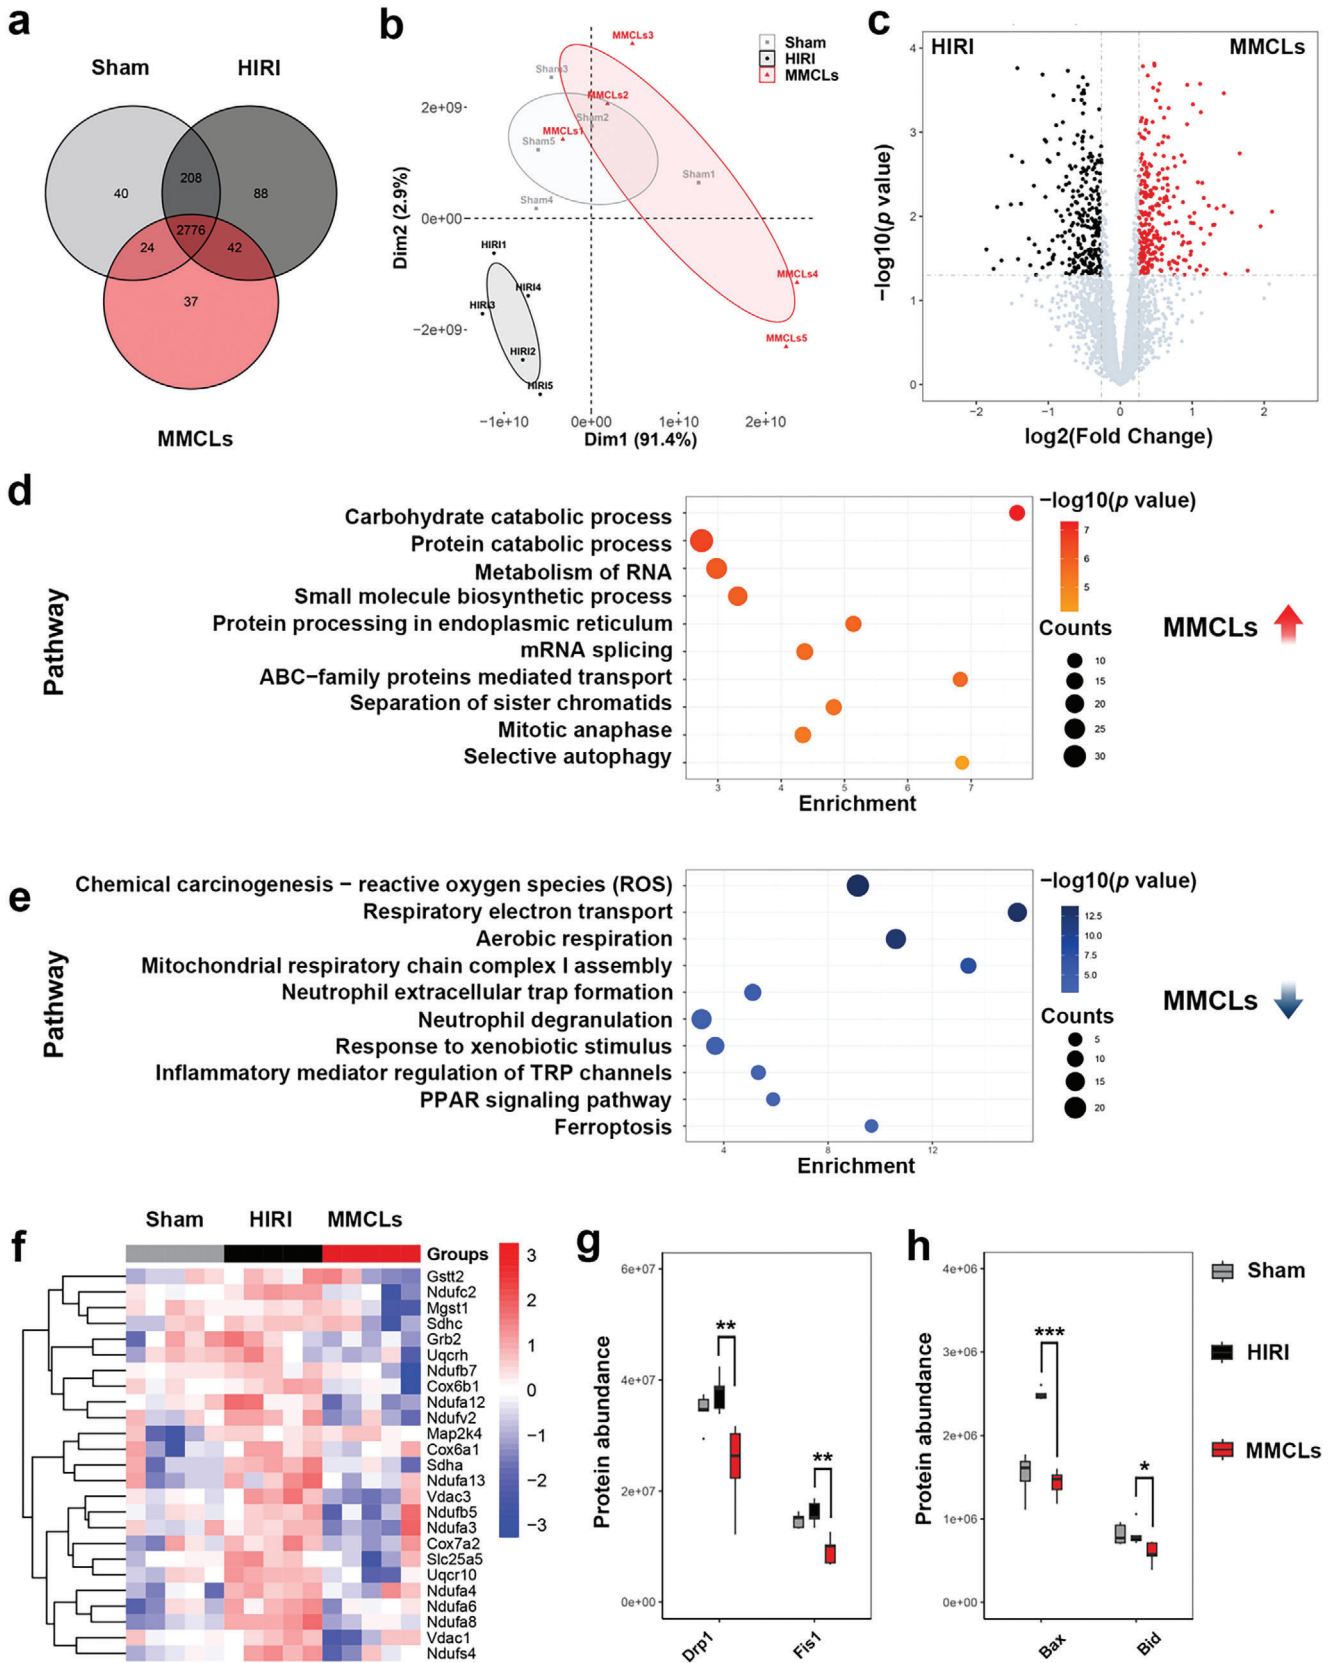 a
Sham
HIRI
208
40
88
2776
24
42
37
MMCLs
b
Dim2 (2.9%)
2e+09
0e+00
−2e+09
−1e+10
0e+00
1e+10
2e+10
Dim1 (91.4%)
MMCLs3
Sham3
MMCLs2
Sham2
MMCLs1
Sham5
Sham1
Sham4
HIRI1
HIRI4
HIRI3
HIRI2
HIRI5
MMCLs4
MMCLs5
Sham
HIRI
MMCLs
c
HIRI
MMCLs
−log10(p value)
4
3
2
1
0
−2
−1
0
1
2
log2(Fold Change)
d
Pathway
Carbohydrate catabolic process
Protein catabolic process
Metabolism of RNA
Small molecule biosynthetic process
Protein processing in endoplasmic reticulum
mRNA splicing
ABC−family proteins mediated transport
Separation of sister chromatids
Mitotic anaphase
Selective autophagy
3
4
5
6
7
Enrichment
−log10(p value)
7
6
5
Counts
10
15
20
25
30
MMCLs
e
Pathway
Chemical carcinogenesis − reactive oxygen species (ROS)
Respiratory electron transport
Aerobic respiration
Mitochondrial respiratory chain complex I assembly
Neutrophil extracellular trap formation
Neutrophil degranulation
Response to xenobiotic stimulus
Inflammatory mediator regulation of TRP channels
PPAR signaling pathway
Ferroptosis
4
8
12
Enrichment
−log10(p value)
12.5
10.0
7.5
5.0
Counts
5
10
15
20
MMCLs
f
Sham
HIRI
MMCLs
Groups
Gstt2
Ndufc2
Mgst1
Sdhc
Grb2
Uqcrh
Ndufb7
Cox6b1
Ndufa12
Ndufv2
Map2k4
Cox6a1
Sdha
Ndufa13
Vdac3
Ndufb5
Ndufa3
Cox7a2
Slc25a5
Uqcr10
Ndufa4
Ndufa6
Ndufa8
Vdac1
Ndufs4
3
2
1
0
−1
−2
−3
g
Protein abundance
6e+07
4e+07
2e+07
0e+00
**
**
Drp1
Fis1
h
Protein abundance
4e+06
3e+06
2e+06
1e+06
0e+00
***
*
Bax
Bid
Sham
HIRI
MMCLs